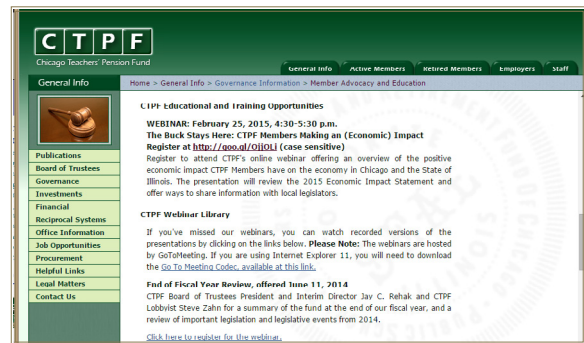 C T P F
Chicago Teachers' Pension Fund
General Info Active Members Retired Members Employers Staff
General Info
Home > General Info > Governance Information > Member Advocacy and Education
Publications
Board of Trustees
Governance
Investments
Financial
Reciprocal Systems
Office Information
Job Opportunities
Procurement
Helpful Links
Legal Matters
Contact Us
CTPF Educational and Training Opportunities
WEBINAR: February 25, 2015, 4:30-5:30 p.m.
The Buck Stays Here: CTPF Members Making an (Economic) Impact
Register at http://goo.gl/OJjOLi (case sensitive)
Register to attend CTPF's online webinar offering an overview of the positive
economic impact CTPF Members have on the economy in Chicago and the State of
Illinois. The presentation will review the 2015 Economic Impact Statement and
offer ways to share information with local legislators.
CTPF Webinar Library
If you've missed our webinars, you can watch recorded versions of the
presentations by clicking on the links below. Please Note: The webinars are hosted
by GoToMeeting. If you are using Internet Explorer 11, you will need to download
the Go To Meeting Codec, available at this link.
End of Fiscal Year Review, offered June 11, 2014
CTPF Board of Trustees President and Interim Director Jay C. Rehak and CTPF
Lobbyist Steve Zahn for a summary of the fund at the end of our fiscal year, and a
review of important legislation and legislative events from 2014.
Click here to register for the webinar.